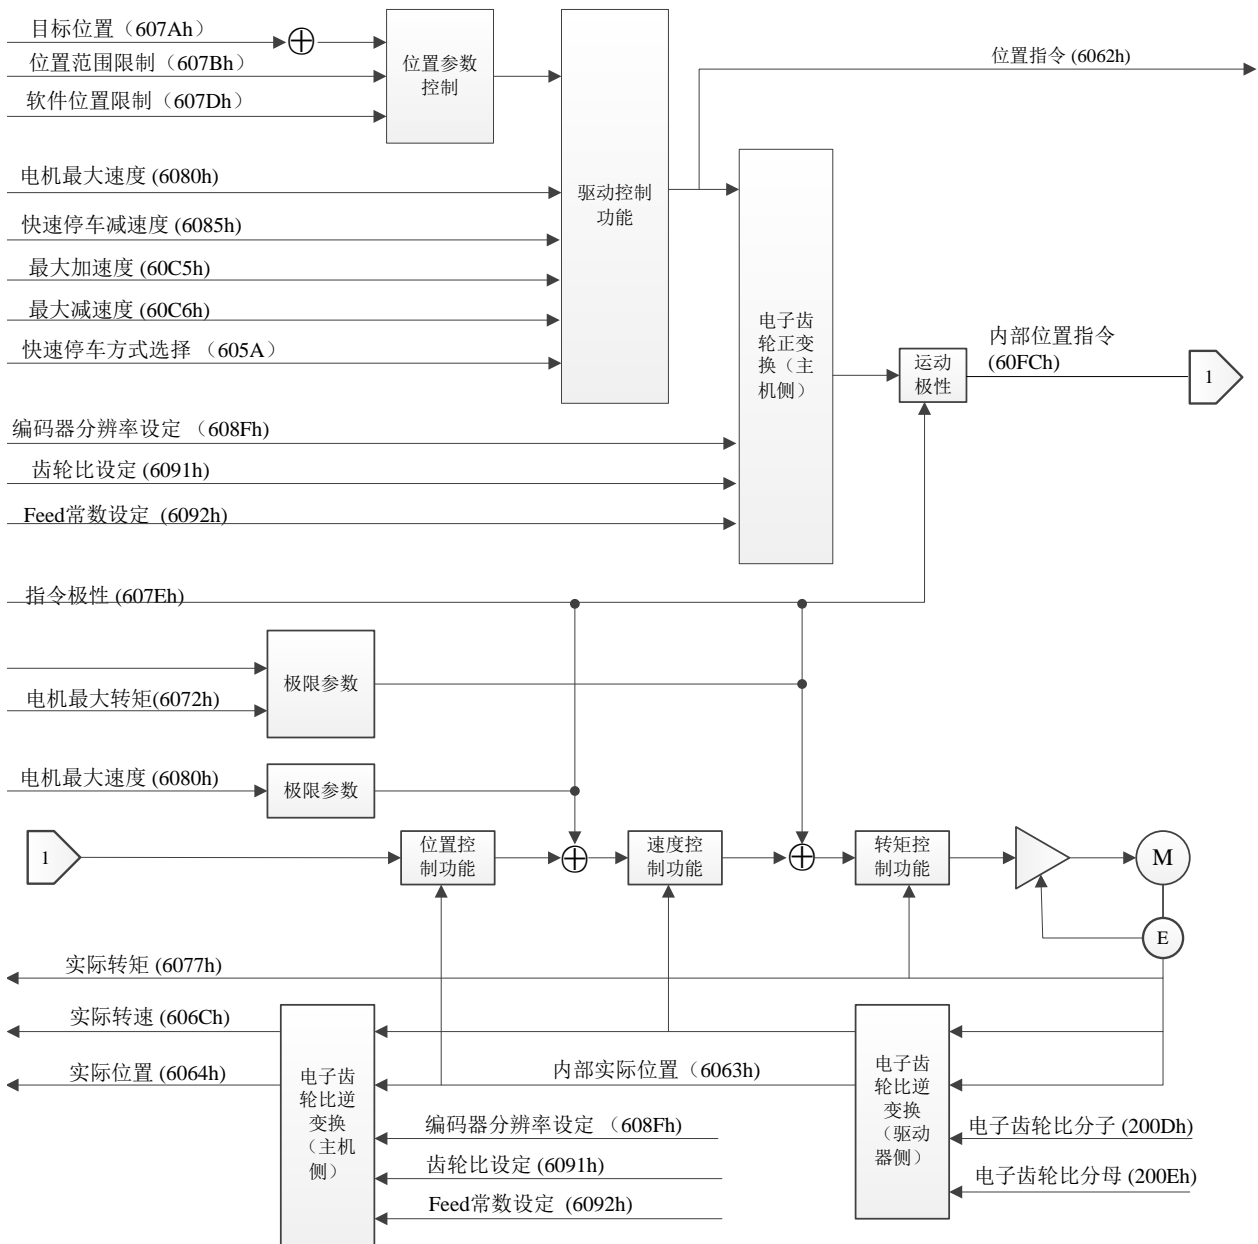 目标位置（607Ah）
位置范围限制（607Bh）
软件位置限制（607Dh）
位置参数
控制
位置指令 (6062h)
电机最大速度 (6080h)
快速停车减速度 (6085h)
最大加速度 (60C5h)
最大减速度 (60C6h)
快速停车方式选择 （605A）
驱动控制
功能
编码器分辨率设定 （608Fh)
齿轮比设定 (6091h)
Feed常数设定 (6092h)
电子齿
轮正变
换（主
机侧）
运动
极性
内部位置指令
(60FCh)
1
指令极性 (607Eh)
电机最大转矩(6072h)
极限参数
电机最大速度 (6080h)
极限参数
1
位置控
制功能
速度控
制功能
转矩控
制功能
M
E
实际转矩 (6077h)
实际转速 (606Ch)
实际位置 (6064h)
电子齿
轮比逆
变换
（主机
侧）
内部实际位置（6063h)
编码器分辨率设定 （608Fh)
齿轮比设定 (6091h)
Feed常数设定 (6092h)
电子齿
轮比逆
变换
（驱动
器侧）
电子齿轮比分子 (200Dh)
电子齿轮比分母 (200Eh)